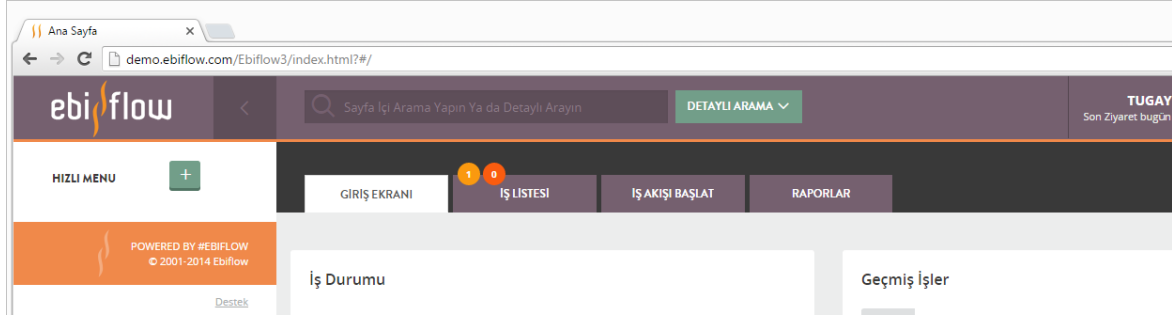 Ana Sayfa
demo.ebiflow.com/Ebiflow3/index.html?#/
ebiflow
Sayfa İçi Arama Yapın Ya da Detaylı Arayın
DETAYLI ARAMA
TUGAY
Son Ziyaret bugün
HIZLI MENU
1 0
GİRİŞ EKRANI
İŞ LİSTESİ
İŞ AKIŞI BAŞLAT
RAPORLAR
POWERED BY #EBIFLOW
© 2001-2014 Ebiflow
Destek
İş Durumu
Geçmiş İşler